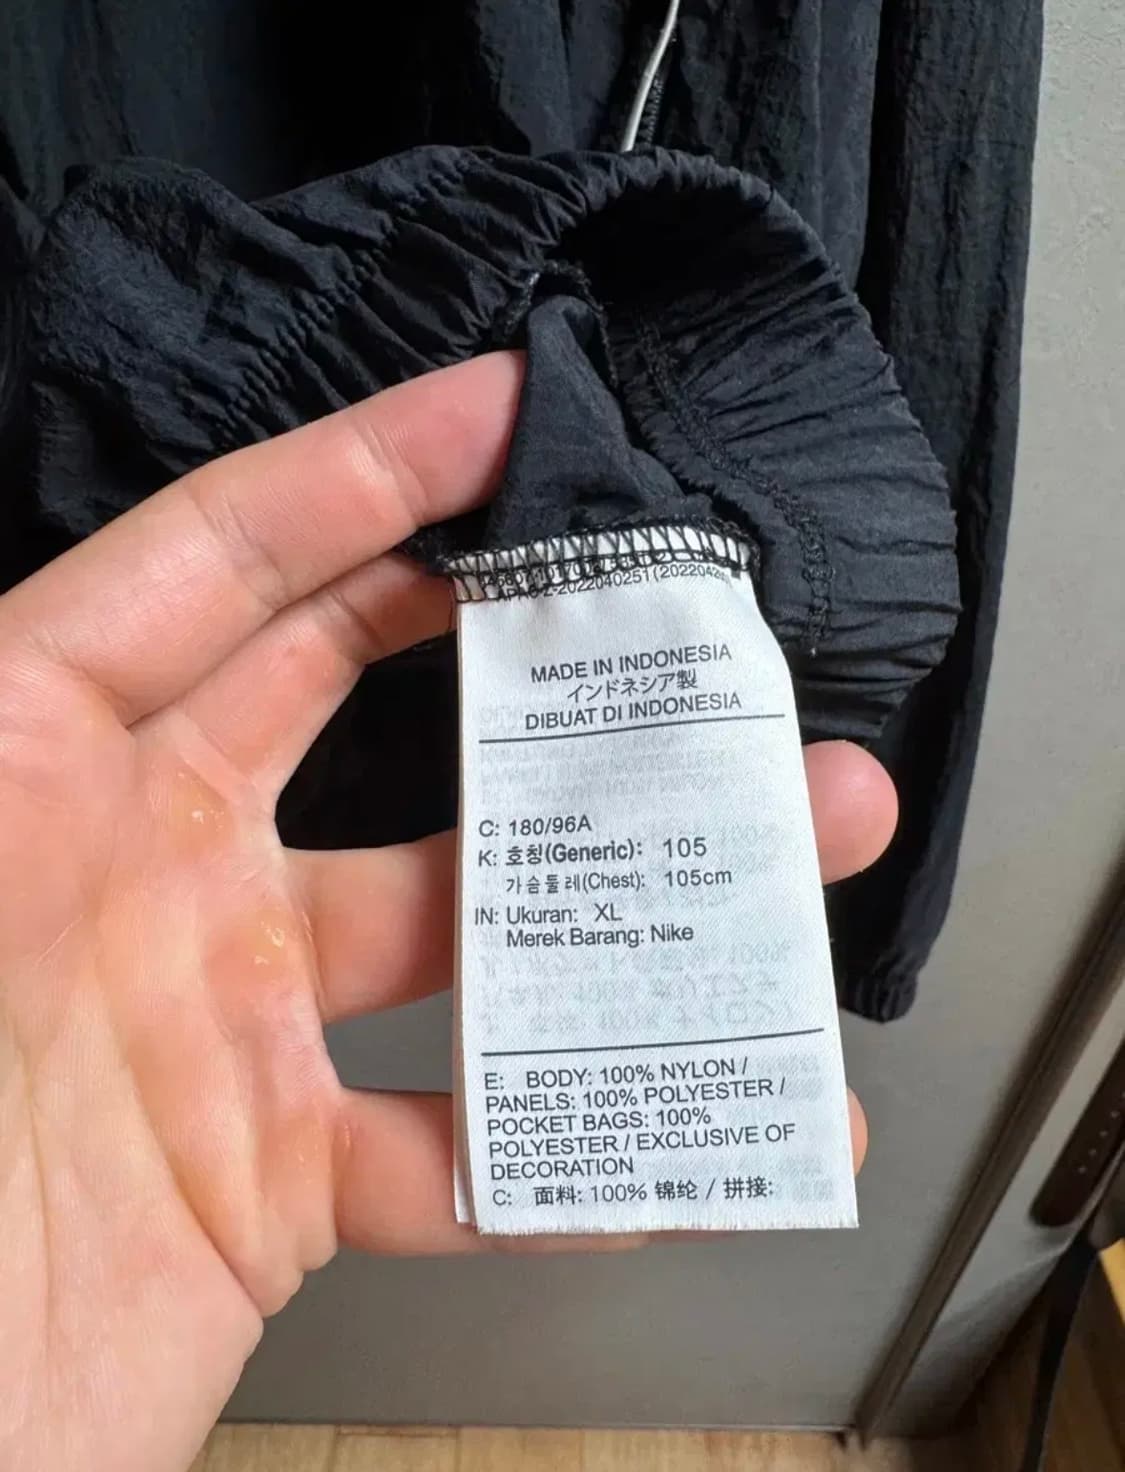 2022040251(202204
MADE IN INDONESIA
インドネシア製
DIBUAT DI INDONESIA
C: 180/96A
K: 호칭(Generic): 105
가슴둘레(Chest): 105cm
IN: Ukuran: XL
Merek Barang: Nike
E: BODY: 100% NYLON /
PANELS: 100% POLYESTER /
POCKET BAGS: 100%
POLYESTER / EXCLUSIVE OF
DECORATION
C: 面料: 100% 锦纶 / 拼接: